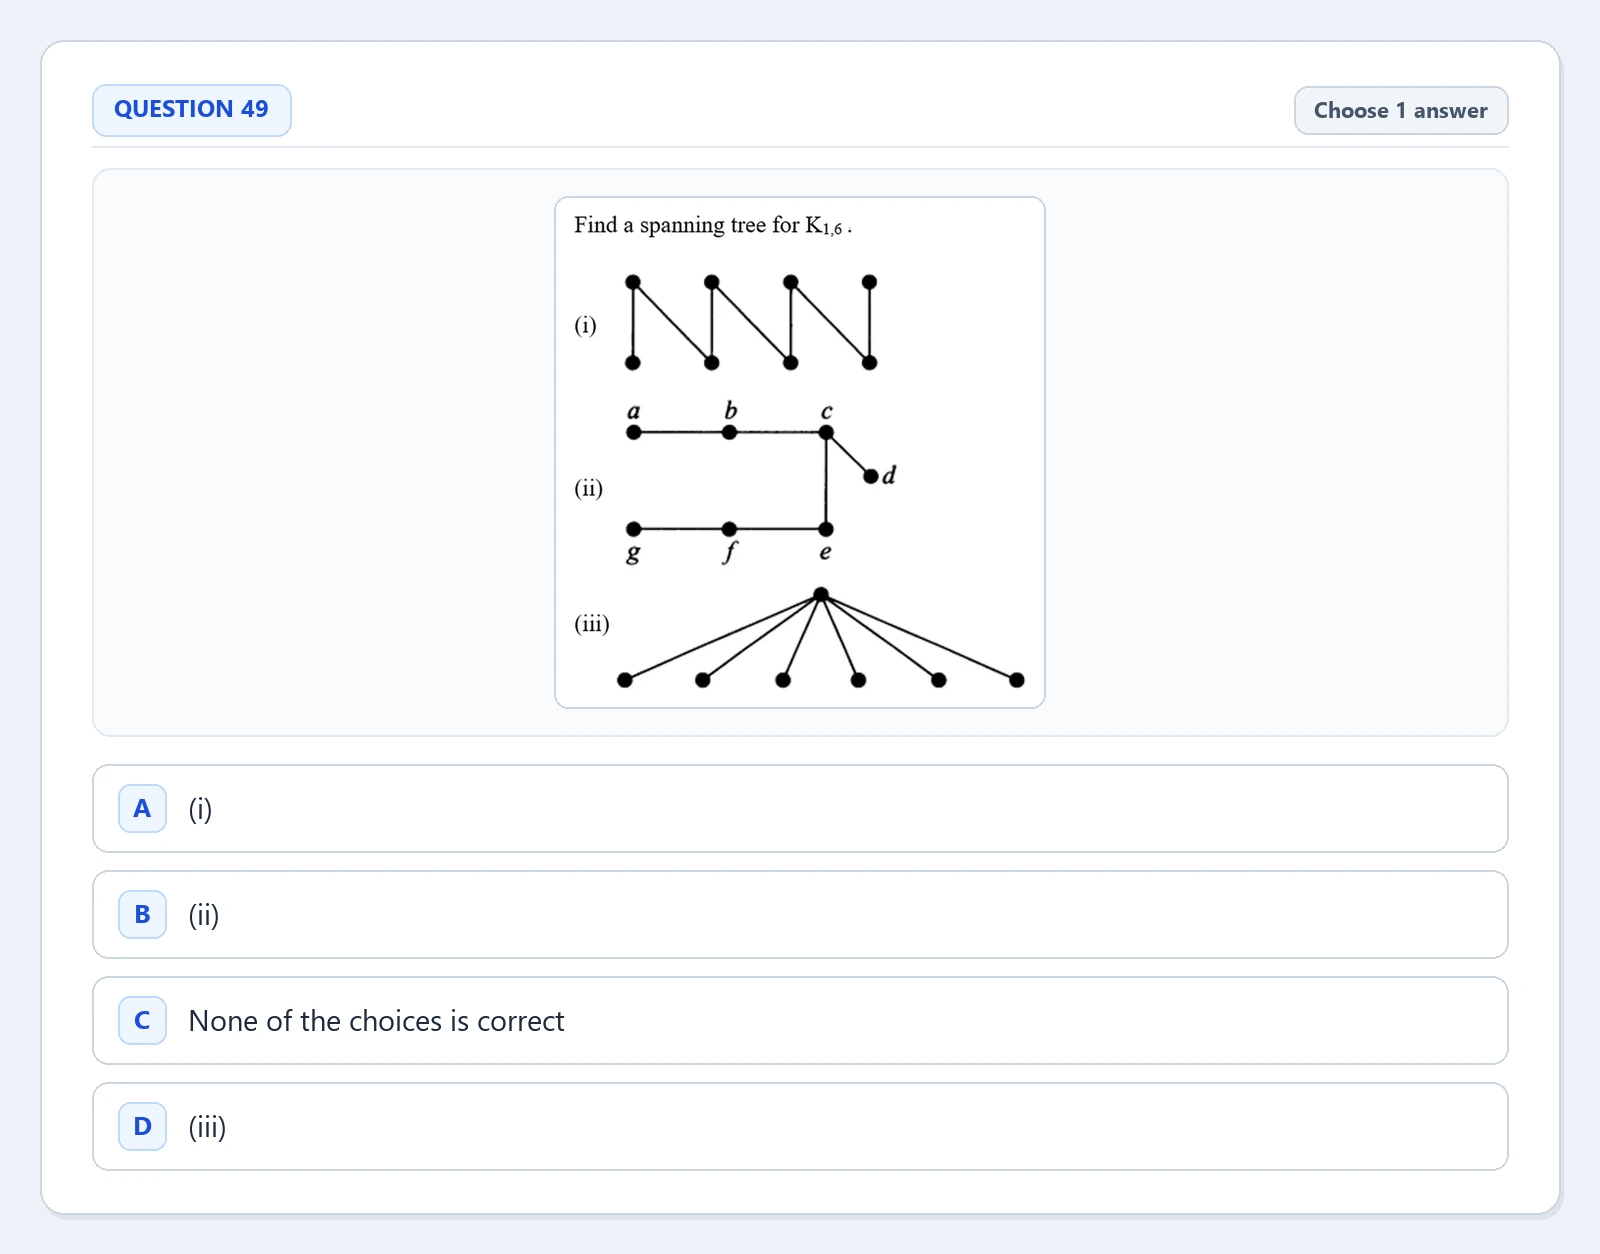 QUESTION 49
Choose 1 answer
Find a spanning tree for K1,6 .
(i)
a b c
d
(ii)
g f e
(iii)
A (i)
B (ii)
C None of the choices is correct
D (iii)